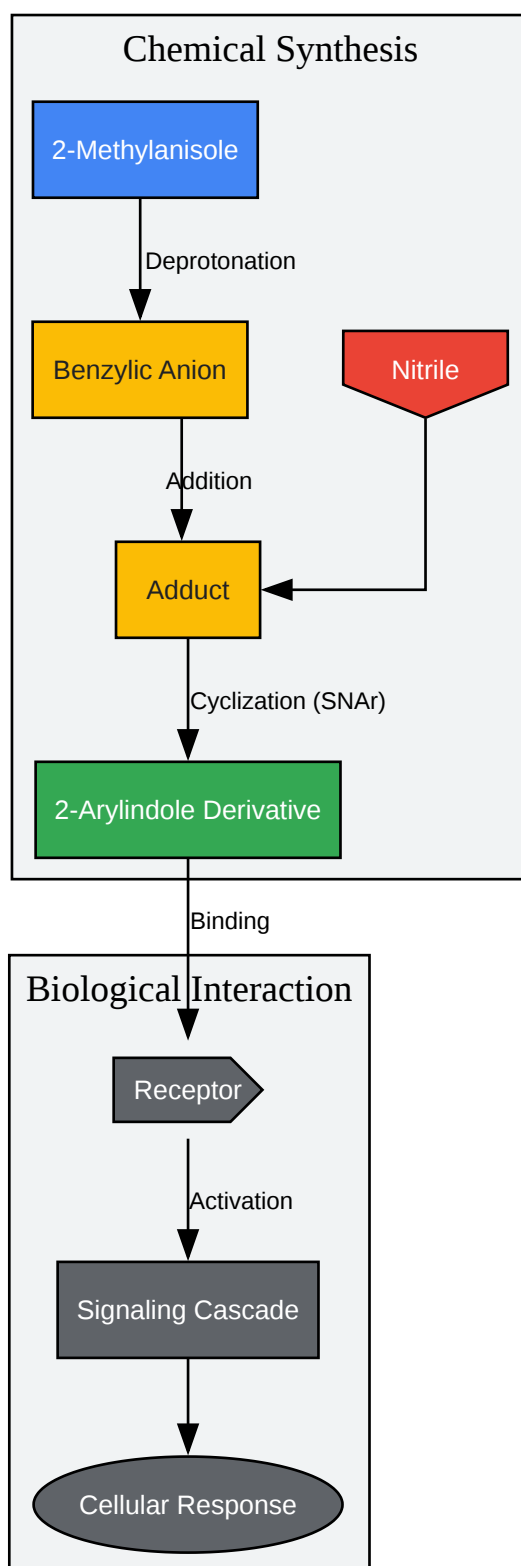 Chemical Synthesis
2-Methylanisole
Deprotonation
Benzylic Anion
Nitrile
Addition
Adduct
Cyclization (SNAr)
2-Arylindole Derivative
Binding
Biological Interaction
Receptor
Activation
Signaling Cascade
Cellular Response